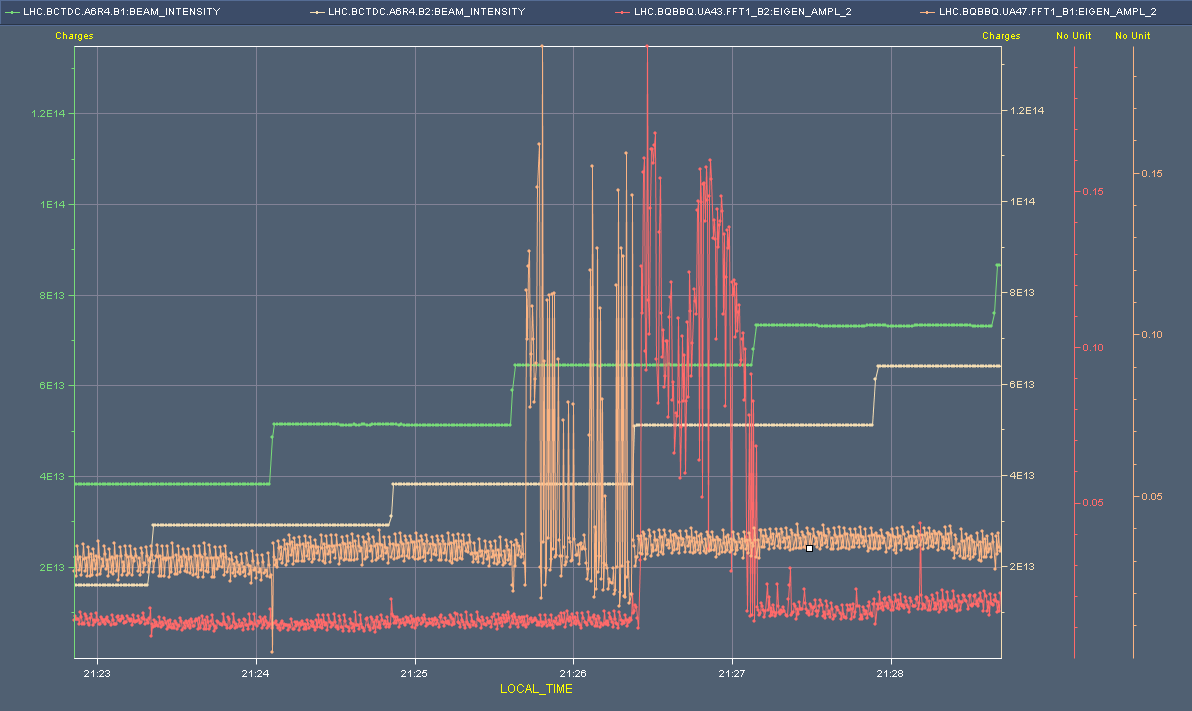 LHC.BCTDC.A6R4.B1:BEAM_INTENSITY LHC.BCTDC.A6R4.B2:BEAM_INTENSITY LHC.BQBBQ.UA43.FFT1_B2:EIGEN_AMPL_2 LHC.BQBBQ.UA47.FFT1_B1:EIGEN_AMPL_2
Charges Charges No Unit No Unit
1.2E14 1.2E14
0.15
0.15
1E14 1E14
8E13 8E13
0.10
0.10
6E13 6E13
4E13 4E13
0.05
0.05
2E13 2E13
21:23 21:24 21:25 21:26 21:27 21:28
LOCAL_TIME